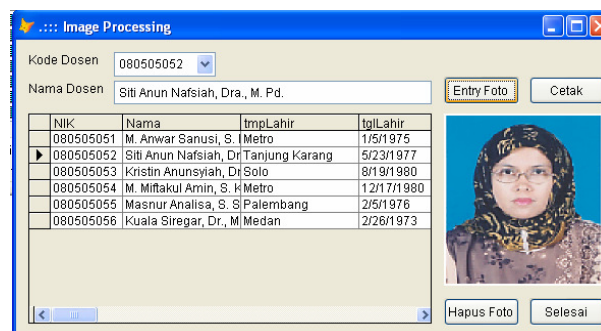 .::: Image Processing
Kode Dosen 080505052
Nama Dosen Siti Anun Nafsiah, Dra., M. Pd.
Entry Foto Cetak
NIK Nama tmpLahir tglLahir
080505051 M. Anwar Sanusi, S. I Metro 1/5/1975
080505052 Siti Anun Nafsiah, Dr Tanjung Karang 5/23/1977
080505053 Kristin Anunsyiah, Dr Solo 8/19/1980
080505054 M. Miftakul Amin, S. K Metro 12/17/1980
080505055 Masnur Analisa, S. S Palembang 2/5/1976
080505056 Kuala Siregar, Dr., M Medan 2/26/1973
Hapus Foto Selesai